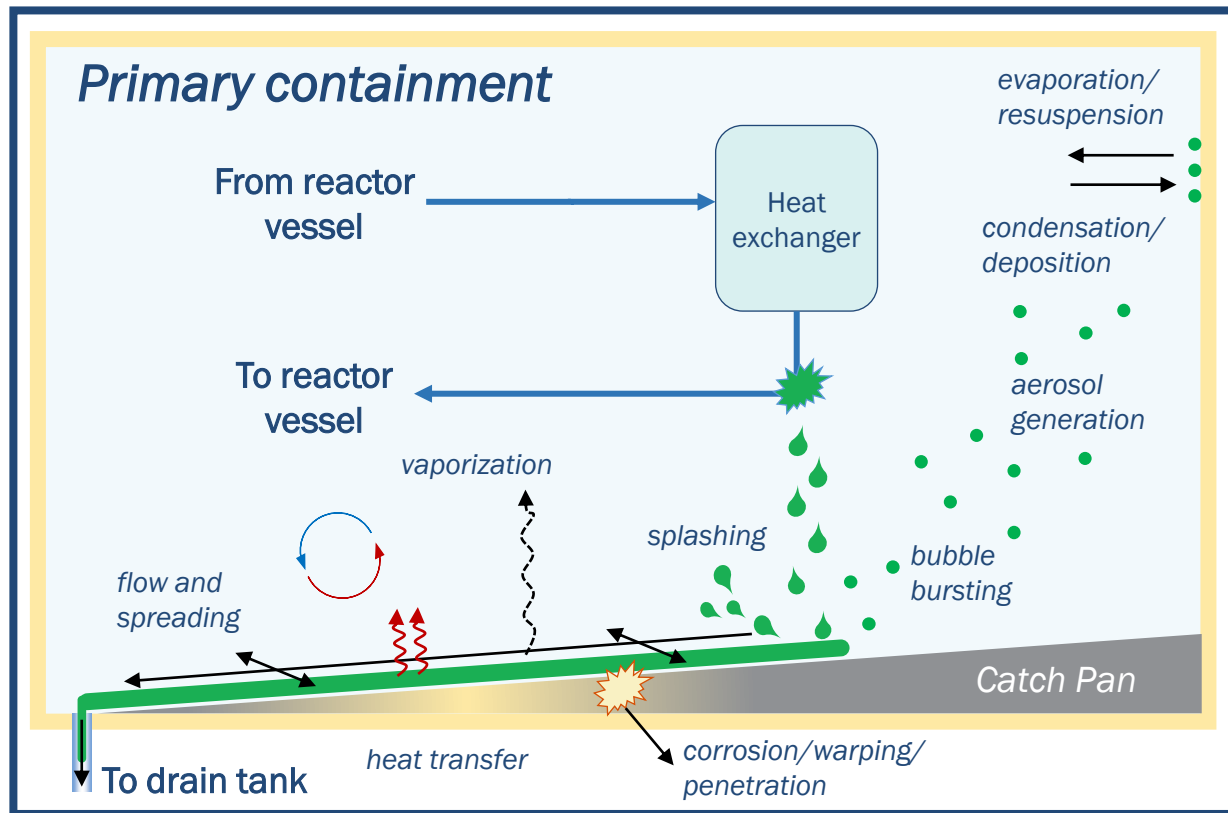 Primary containment
evaporation/
resuspension
From reactor
vessel
Heat
exchanger
condensation/
deposition
To reactor
vessel
aerosol
generation
vaporization
splashing
bubble
bursting
flow and
spreading
Catch Pan
heat transfer
corrosion/warping/
penetration
To drain tank